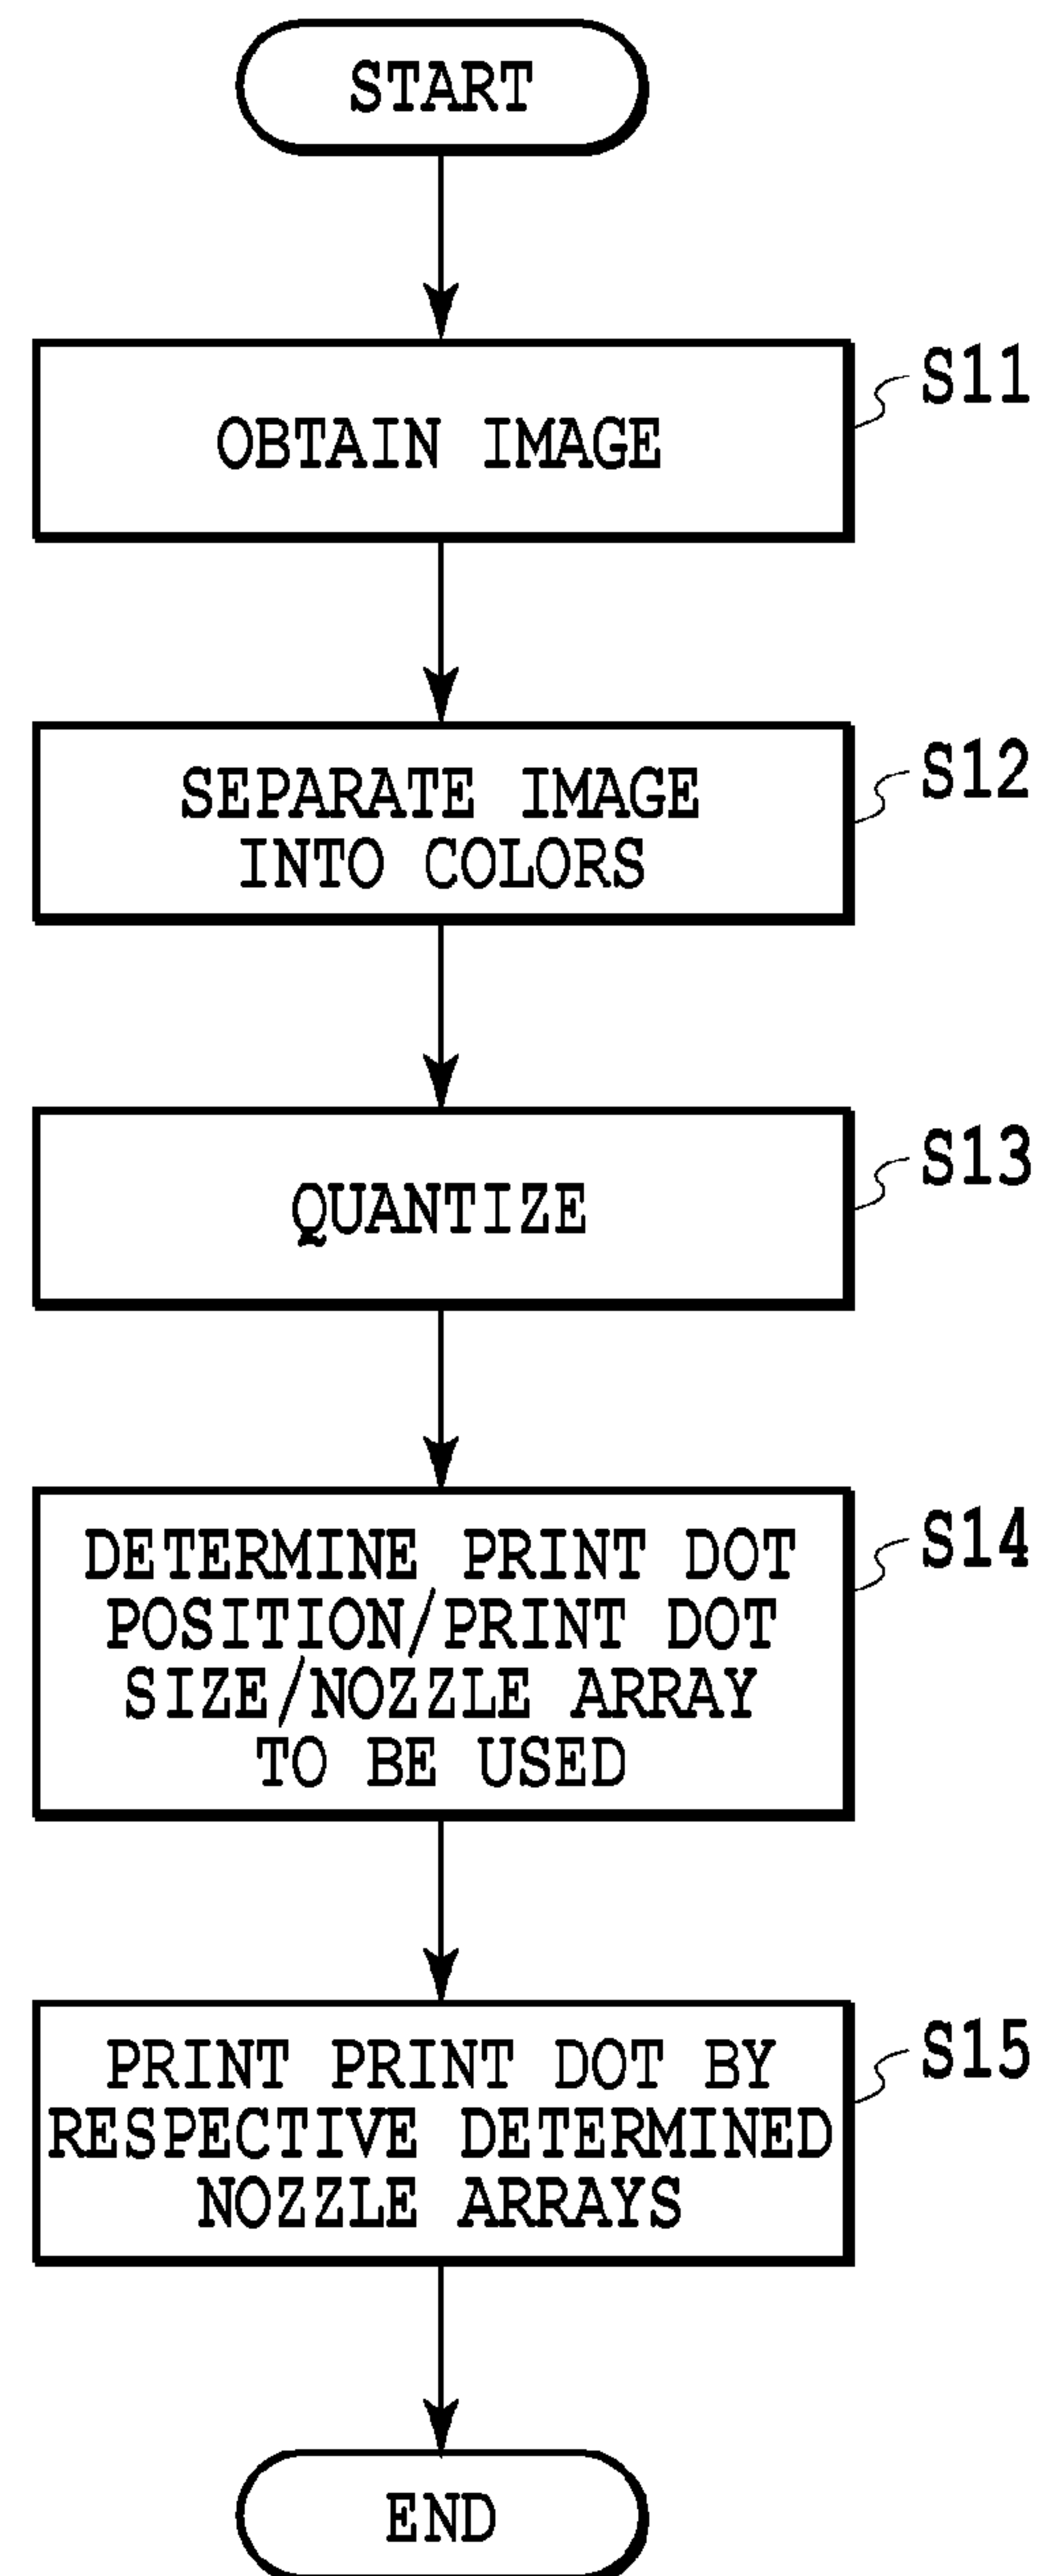 START
OBTAIN IMAGE
S11
SEPARATE IMAGE
INTO COLORS
S12
QUANTIZE
S13
DETERMINE PRINT DOT
POSITION/PRINT DOT
SIZE/NOZZLE ARRAY
TO BE USED
S14
PRINT PRINT DOT BY
RESPECTIVE DETERMINED
NOZZLE ARRAYS
S15
END